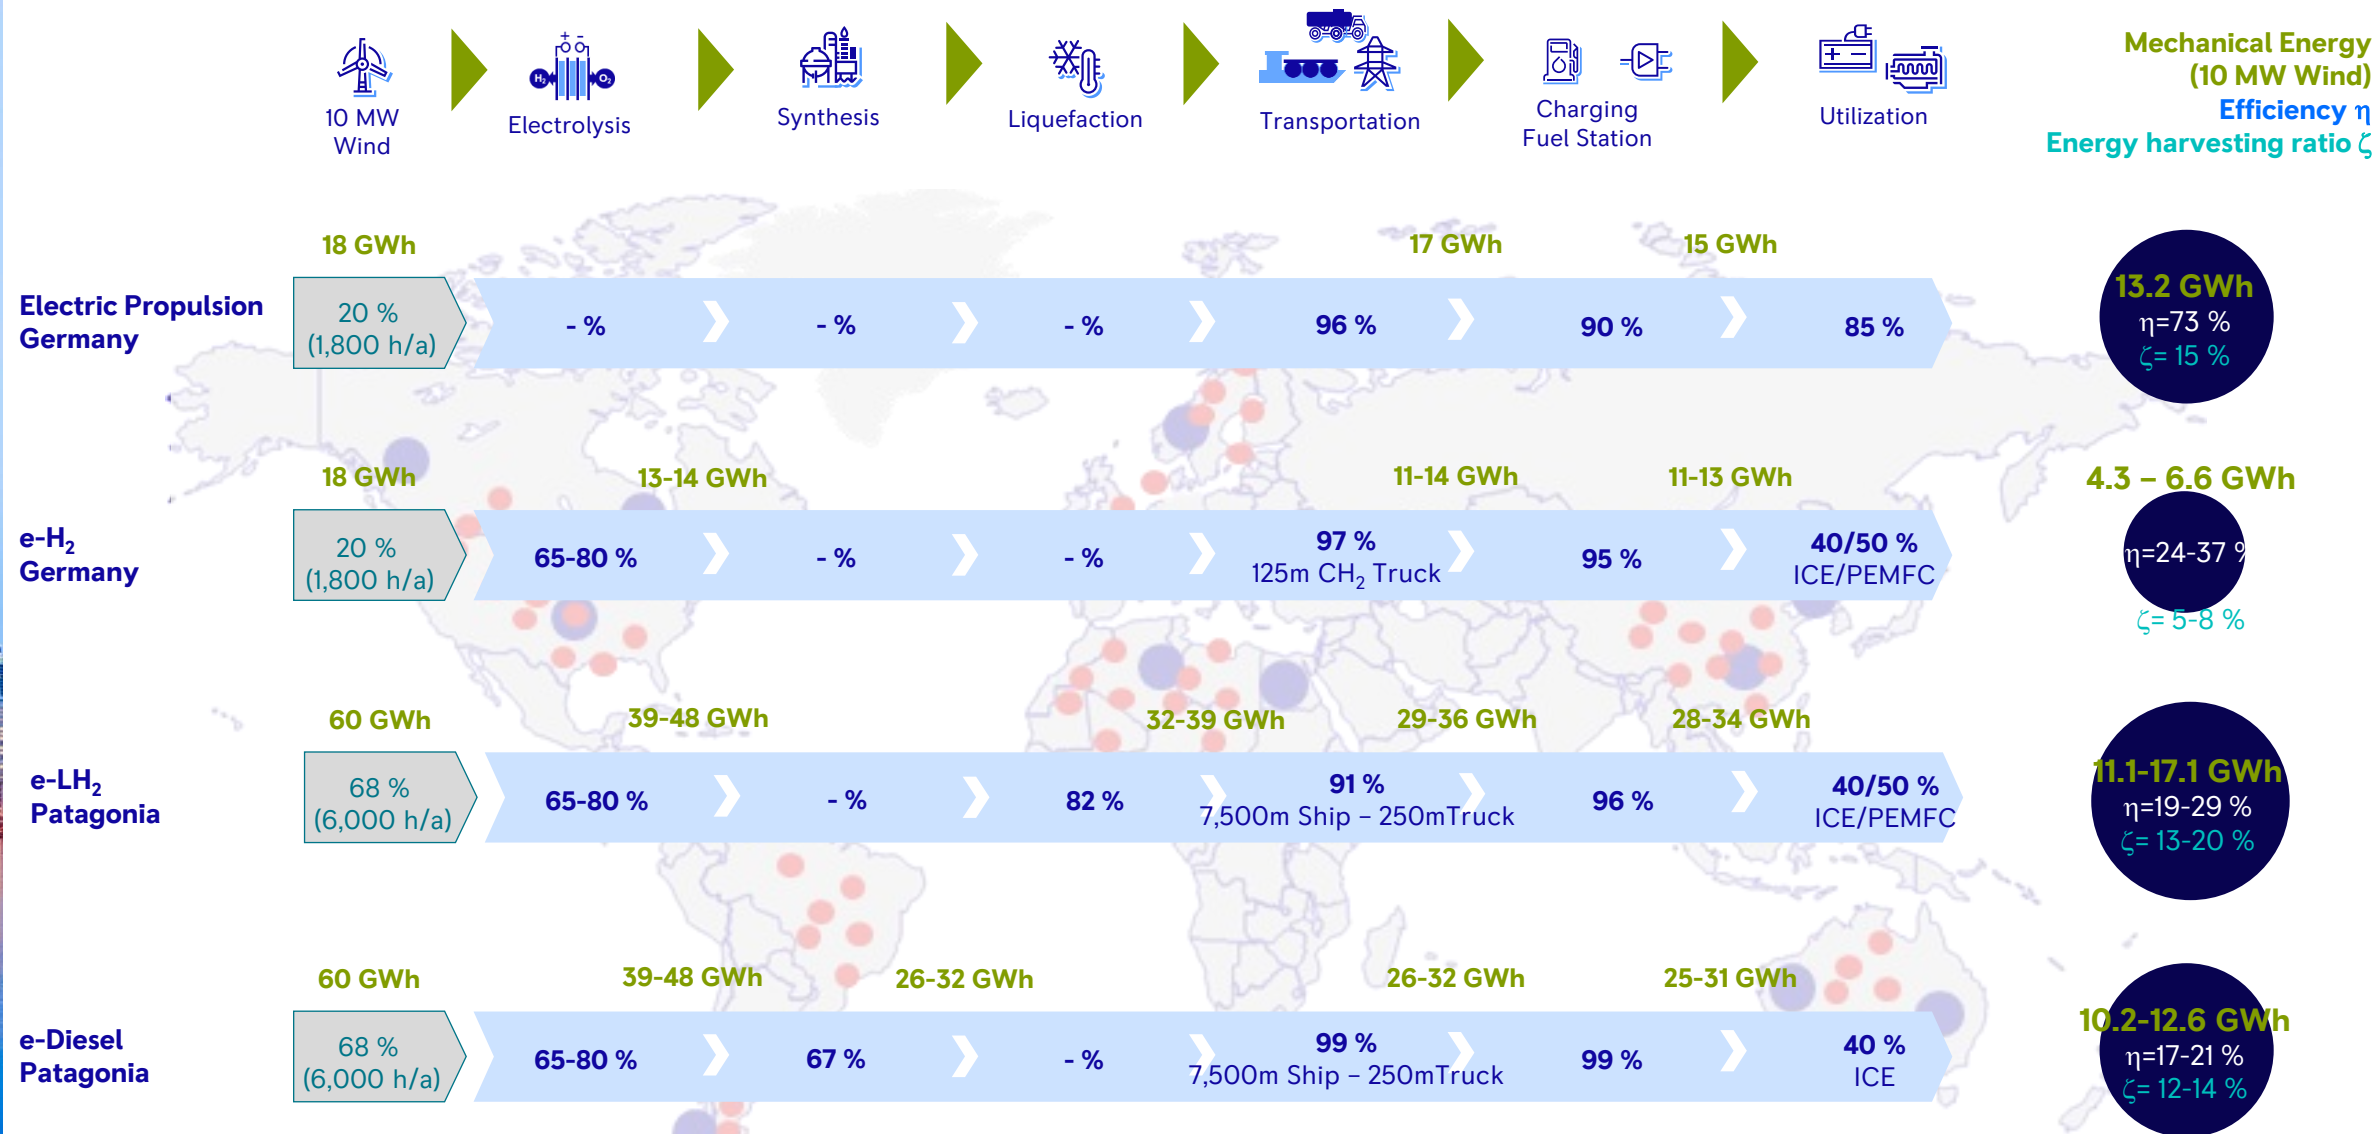 10 MW
Wind
Electrolysis
Synthesis
Liquefaction
Transportation
Charging
Fuel Station
Utilization
Mechanical Energy
(10 MW Wind)
Efficiency η
Energy harvesting ratio ζ
+ -
H₂
O₂
+ -
18 GWh
17 GWh
15 GWh
Electric Propulsion
Germany
20 %
(1,800 h/a)
- %
- %
- %
96 %
90 %
85 %
13.2 GWh
η=73 %
ζ= 15 %
18 GWh
13-14 GWh
11-14 GWh
11-13 GWh
4.3 – 6.6 GWh
e-H₂
Germany
20 %
(1,800 h/a)
65-80 %
- %
- %
97 %
125m CH₂ Truck
95 %
40/50 %
ICE/PEMFC
η=24-37 %
ζ= 5-8 %
60 GWh
39-48 GWh
32-39 GWh
29-36 GWh
28-34 GWh
e-LH₂
Patagonia
68 %
(6,000 h/a)
65-80 %
- %
82 %
91 %
7,500m Ship – 250mTruck
96 %
40/50 %
ICE/PEMFC
11.1-17.1 GWh
η=19-29 %
ζ= 13-20 %
60 GWh
39-48 GWh
26-32 GWh
26-32 GWh
25-31 GWh
e-Diesel
Patagonia
68 %
(6,000 h/a)
65-80 %
67 %
- %
99 %
7,500m Ship – 250mTruck
99 %
40 %
ICE
10.2-12.6 GWh
η=17-21 %
ζ= 12-14 %